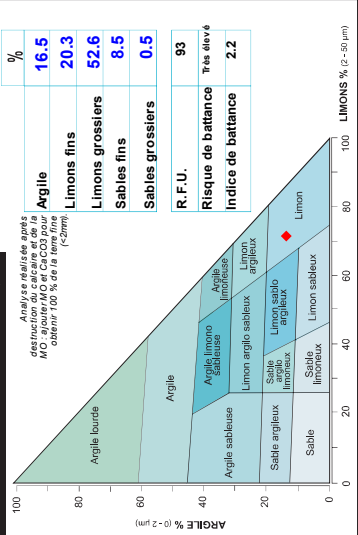 %
Argile 16.5
Limons fins 20.3
Limons grossiers 52.6
Sables fins 8.5
Sables grossiers 0.5
R.F.U. 93
Risque de battance Très élevé
Indice de battance 2.2
Analyse réalisée après
destruction du calcaire et de la
MO : ajouter MO et CaCO3 pour
obtenir 100 % de la terre fine
(<2mm).
ARGILE % (0 - 2 µm)
100
80
60
40
20
0
Argile lourde
Argile
Argile sableuse
Argile limono
sableuse
Argile
limoneuse
Sable argileux
Limon argilo sableux
Limon
argileux
Sable
argilo
limoneux
Limon sablo
argileux
Limon
Sable
Sable
limoneux
Limon sableux
0
20
40
60
80
100
LIMONS % (2 - 50 µm)